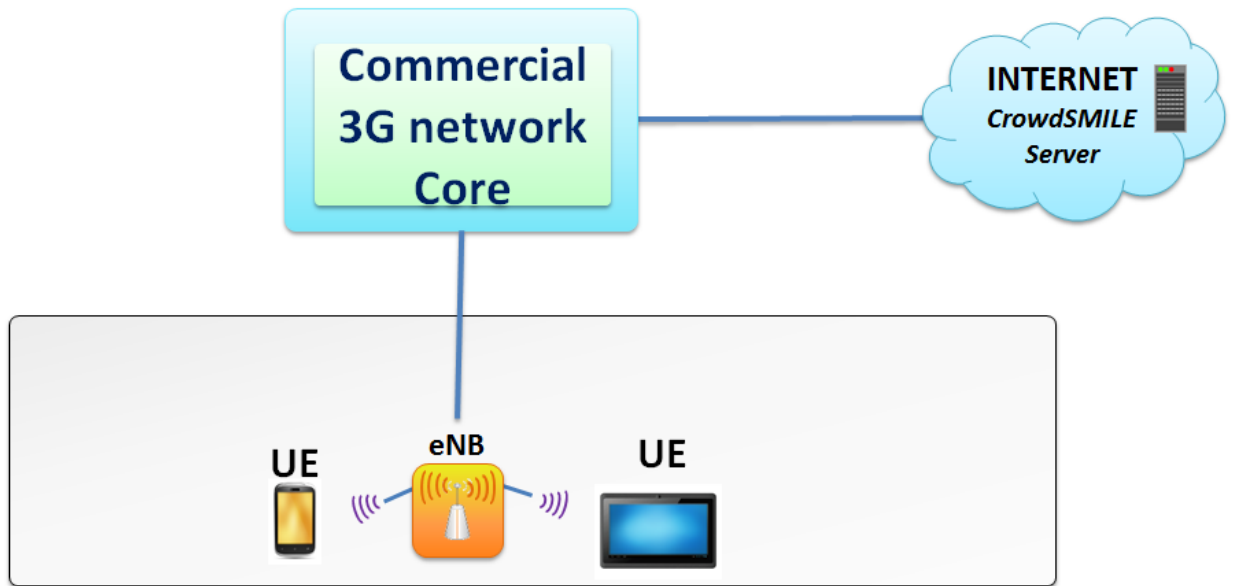 Commercial
3G network
Core
INTERNET
CrowdSMILE
Server
eNB
UE
UE